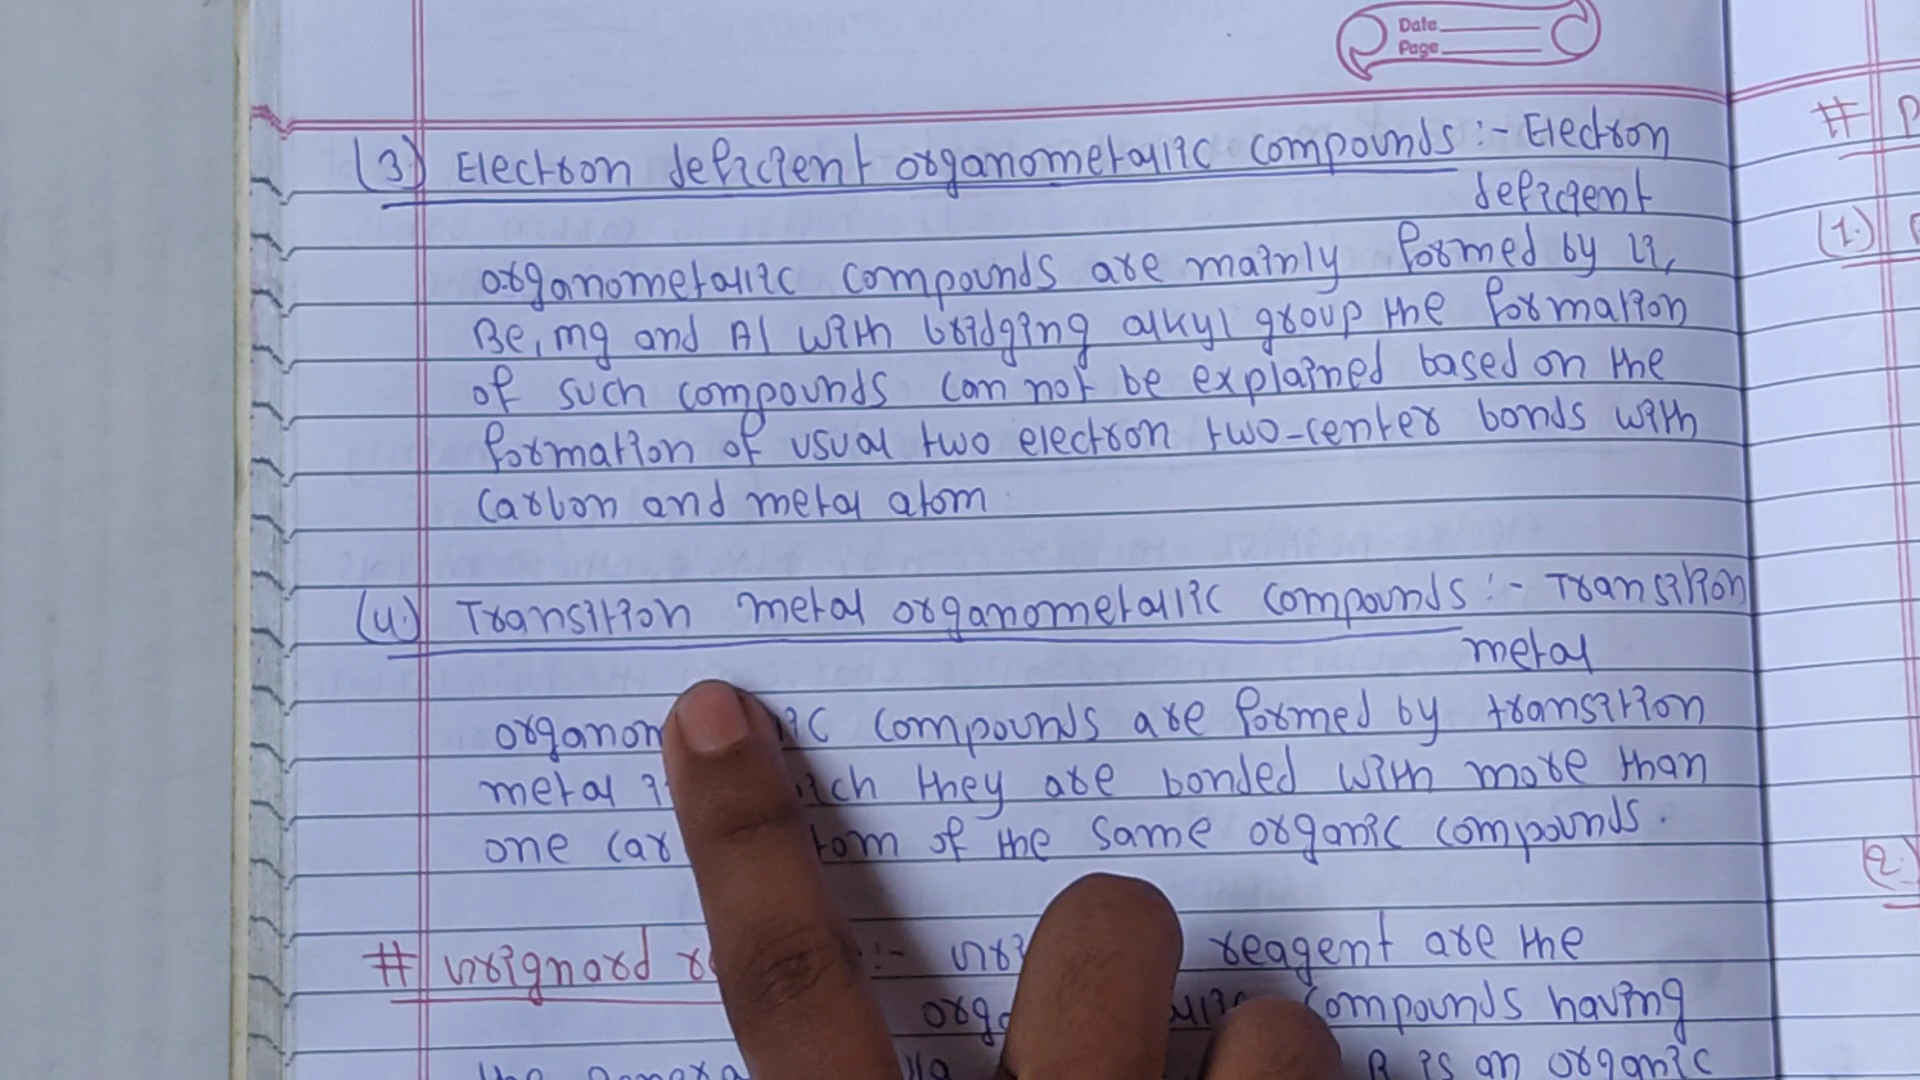 Date
Page
(3.) Electron deficient organometallic compounds :- Electron
deficient
organometallic compounds are mainly formed by Li,
Be, mg and Al with bridging alkyl group the formation
of such compounds can not be explained based on the
formation of usual two electron two-center bonds with
carbon and metal atom
(4.) Transition metal organometallic compounds :- Transition
metal
compounds are formed by transition
metal they are bonded with more than
one of the same organic compounds.
# Grignard :- reagent are the
compounds having
R is an organic
#
(1.)
(2.)